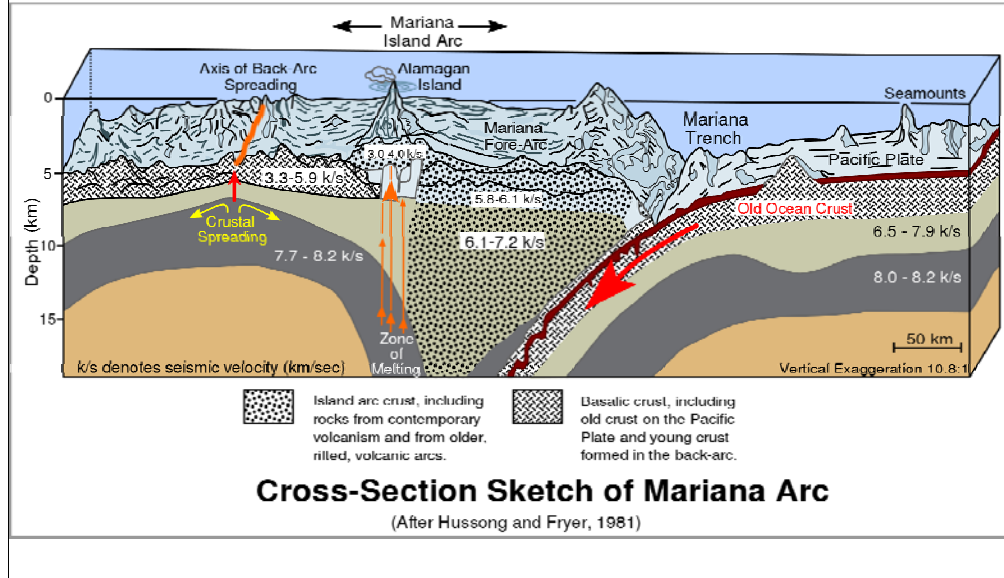 Mariana
Island Arc
Axis of Back-Arc
Spreading
Alamagan
Island
Seamounts
0
Mariana
Fore-Arc
Mariana
Trench
3.0 4.0 k/s
Pacific Plate
5
3.3-5.9 k/s
5.8-6.1 k/s
Old Ocean Crust
Crustal
Spreading
6.1-7.2 k/s
6.5 - 7.9 k/s
10
7.7 - 8.2 k/s
8.0 - 8.2 k/s
Depth (km)
15
Zone
of
Melting
50 km
k/s denotes seismic velocity (km/sec)
Vertical Exaggeration 10.8:1
Island arc crust, including
rocks from contemporary
volcanism and from older,
rifted, volcanic arcs.
Basaltic crust, including
old crust on the Pacific
Plate and young crust
formed in the back-arc.
Cross-Section Sketch of Mariana Arc
(After Hussong and Fryer, 1981)